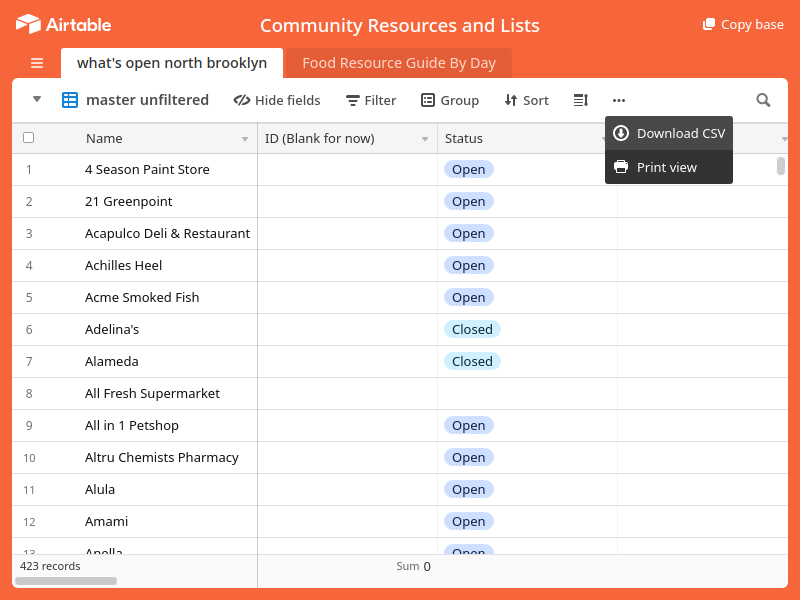 Airtable
Community Resources and Lists
Copy base
what's open north brooklyn
Food Resource Guide By Day
master unfiltered
Hide fields
Filter
Group
Sort
Download CSV
Print view
Name
ID (Blank for now)
Status
1 4 Season Paint Store Open
2 21 Greenpoint Open
3 Acapulco Deli & Restaurant Open
4 Achilles Heel Open
5 Acme Smoked Fish Open
6 Adelina's Closed
7 Alameda Closed
8 All Fresh Supermarket
9 All in 1 Petshop Open
10 Altru Chemists Pharmacy Open
11 Alula Open
12 Amami Open
13 Anella Open
423 records
Sum 0